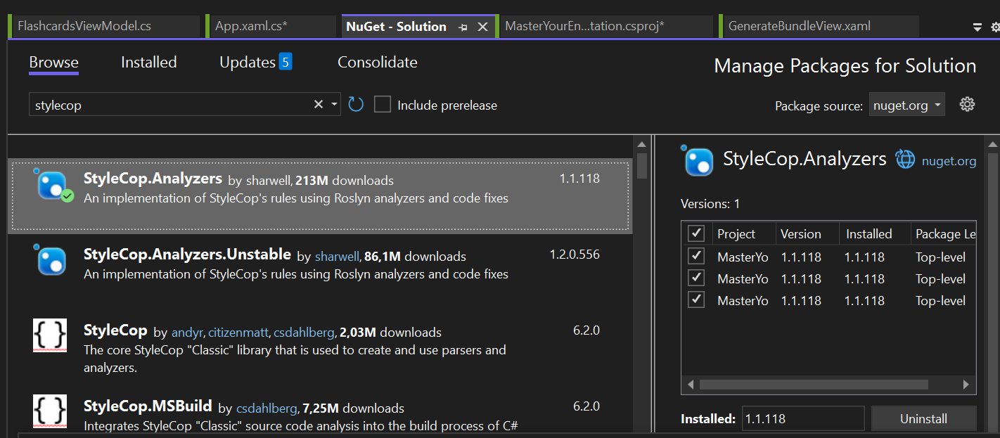 FlashcardsViewModel.cs
App.xaml.cs*
NuGet - Solution
MasterYourEn...tation.csproj*
GenerateBundleView.xaml
Browse
Installed
Updates 5
Consolidate
Manage Packages for Solution
stylecop
Include prerelease
Package source: nuget.org
StyleCop.Analyzers by sharwell, 213M downloads
1.1.118
An implementation of StyleCop's rules using Roslyn analyzers and code fixes
StyleCop.Analyzers.Unstable by sharwell, 86,1M downloads
1.2.0.556
An implementation of StyleCop's rules using Roslyn analyzers and code fixes
{ }
StyleCop by andyr, citizenmatt, csdahlberg, 2,03M downloads
6.2.0
The core StyleCop "Classic" library that is used to create and use parsers and
analyzers.
{ }
StyleCop.MSBuild by csdahlberg, 7,25M downloads
6.2.0
Integrates StyleCop "Classic" source code analysis into the build process of C#
StyleCop.Analyzers
nuget.org
Versions: 1
Project Version Installed Package Le
MasterYo 1.1.118 1.1.118 Top-level
MasterYo 1.1.118 1.1.118 Top-level
MasterYo 1.1.118 1.1.118 Top-level
Installed: 1.1.118 Uninstall